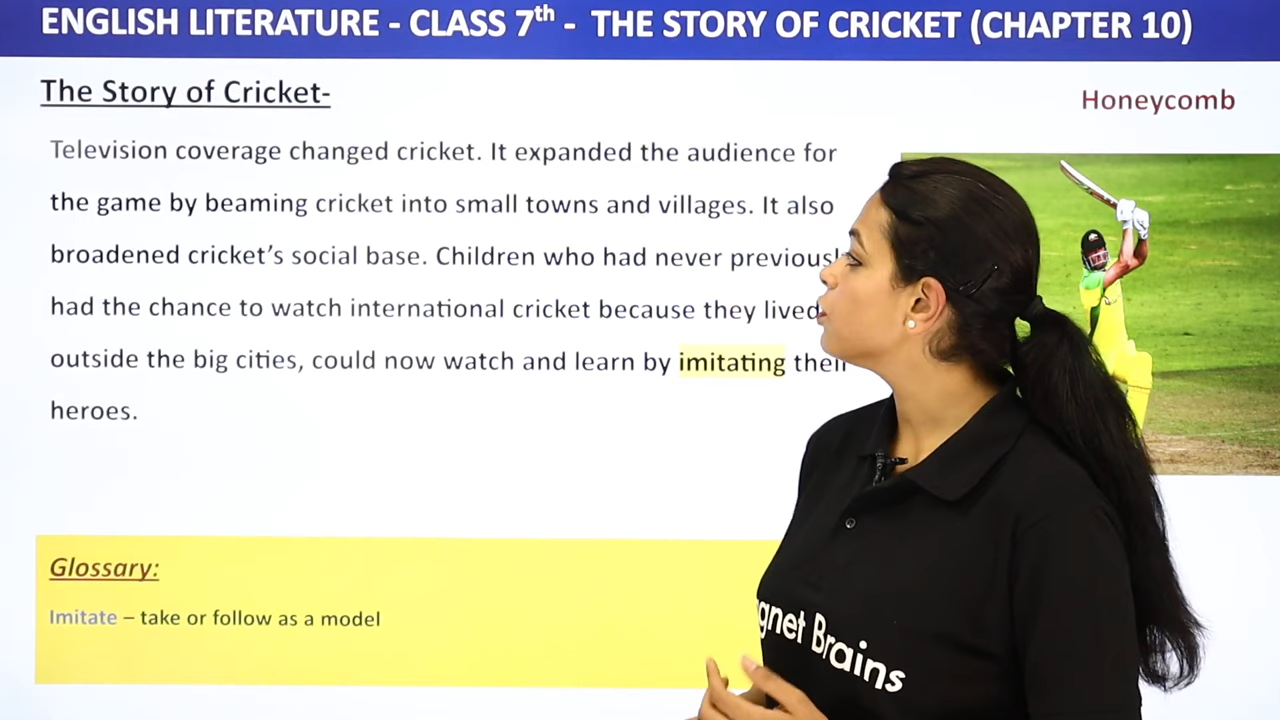 ENGLISH LITERATURE - CLASS 7th - THE STORY OF CRICKET (CHAPTER 10)
The Story of Cricket-
Honeycomb
Television coverage changed cricket. It expanded the audience for
the game by beaming cricket into small towns and villages. It also
broadened cricket's social base. Children who had never
had the chance to watch international cricket because they lived
outside the big cities, could now watch and learn by imitating their
heroes.
Glossary:
Imitate – take or follow as a model
Brains